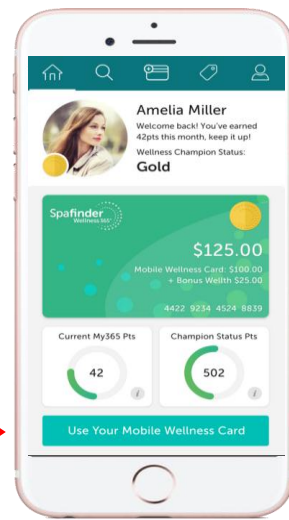 Amelia Miller
Welcome back! You've earned
42pts this month, keep it up!
Wellness Champion Status:
Gold
Spafinder
Wellness 365
$125.00
Mobile Wellness Card: $100.00
+ Bonus Wellth $25.00
4422 9234 4524 8839
Current My365 Pts
42
i
Champion Status Pts
502
i
Use Your Mobile Wellness Card